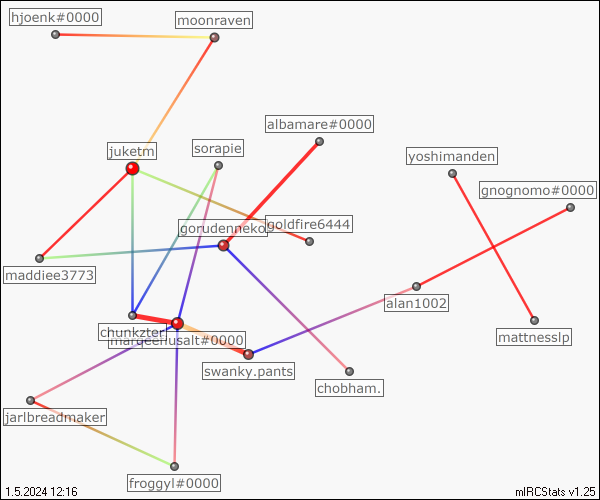 hjoenk#0000
moonraven
albamare#0000
juketm
sorapie
yoshimanden
gnognomo#0000
gorudenneko
goldfire6444
maddiee3773
alan1002
chunkzter
marqeerlusalt#0000
mattnesslp
swanky.pants
chobham.
jarlbreadmaker
froggyl#0000
1.5.2024 12:16
mIRCStats v1.25